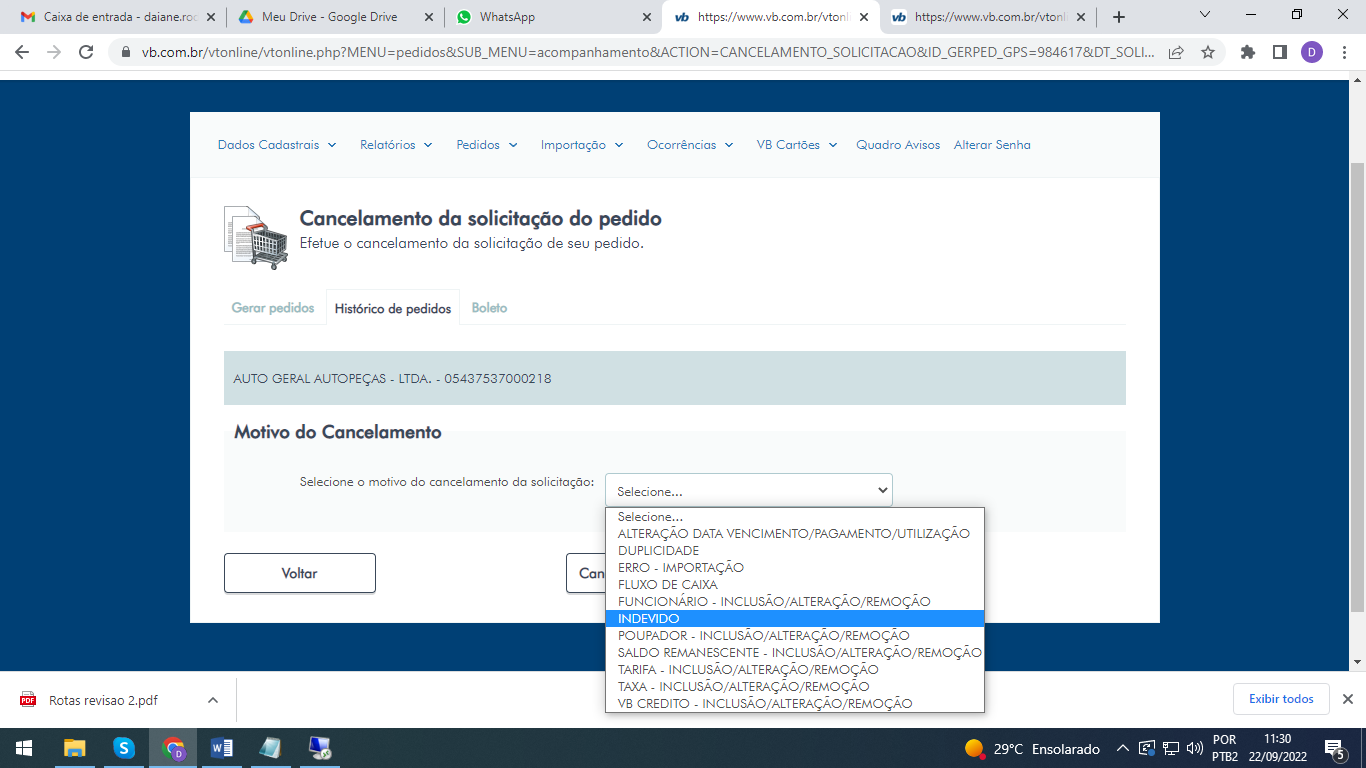 Caixa de entrada - daiane.roc
Meu Drive - Google Drive
WhatsApp
vb https://www.vb.com.br/vtonlin
vb https://www.vb.com.br/vtonlin
vb.com.br/vtonline/vtonline.php?MENU=pedidos&SUB_MENU=acompanhamento&ACTION=CANCELAMENTO_SOLICITACAO&ID_GERPED_GPS=984617&DT_SOLI...
D
Dados Cadastrais Relatórios Pedidos Importação Ocorrências VB Cartões Quadro Avisos Alterar Senha
Cancelamento da solicitação do pedido
Efetue o cancelamento da solicitação de seu pedido.
Gerar pedidos Histórico de pedidos Boleto
AUTO GERAL AUTOPEÇAS - LTDA. - 05437537000218
Motivo do Cancelamento
Selecione o motivo do cancelamento da solicitação: Selecione...
Selecione...
ALTERAÇÃO DATA VENCIMENTO/PAGAMENTO/UTILIZAÇÃO
DUPLICIDADE
ERRO - IMPORTAÇÃO
FLUXO DE CAIXA
FUNCIONÁRIO - INCLUSÃO/ALTERAÇÃO/REMOÇÃO
INDEVIDO
POUPADOR - INCLUSÃO/ALTERAÇÃO/REMOÇÃO
SALDO REMANESCENTE - INCLUSÃO/ALTERAÇÃO/REMOÇÃO
TARIFA - INCLUSÃO/ALTERAÇÃO/REMOÇÃO
TAXA - INCLUSÃO/ALTERAÇÃO/REMOÇÃO
VB CREDITO - INCLUSÃO/ALTERAÇÃO/REMOÇÃO
Voltar Can
PDF Rotas revisao 2.pdf Exibir todos
29°C Ensolarado POR 11:30
PTB2 22/09/2022 5